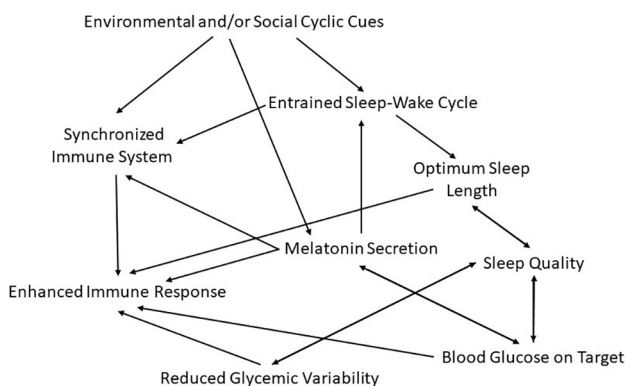 Environmental and/or Social Cyclic Cues
Entrained Sleep-Wake Cycle
Synchronized
Immune System
Optimum Sleep
Length
Melatonin Secretion
Sleep Quality
Enhanced Immune Response
Blood Glucose on Target
Reduced Glycemic Variability